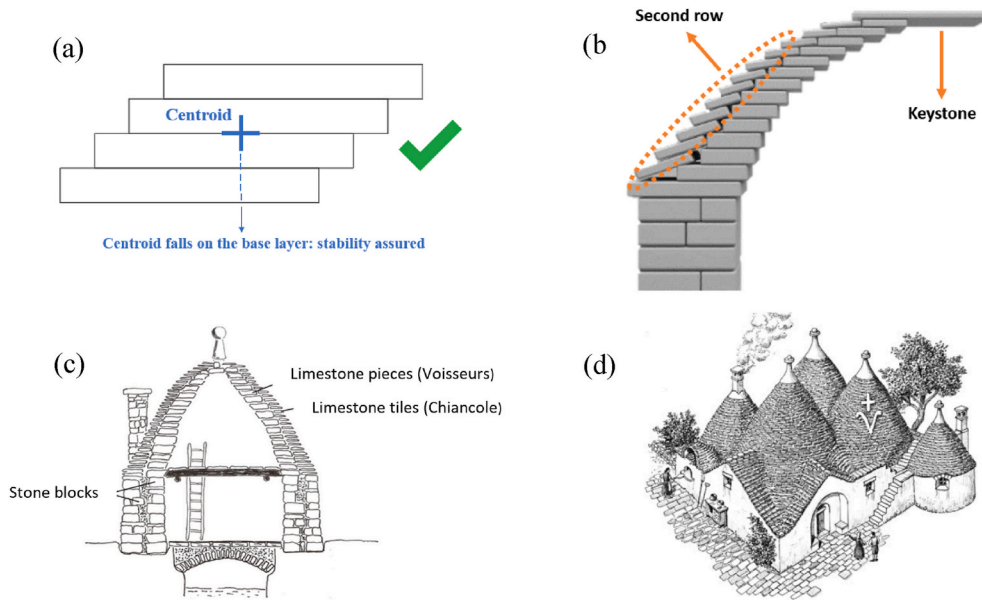 (a)
Centroid
Centroid falls on the base layer: stability assured
(b)
Second row
Keystone
(c)
Limestone pieces (Voisseurs)
Limestone tiles (Chiancole)
Stone blocks
(d)